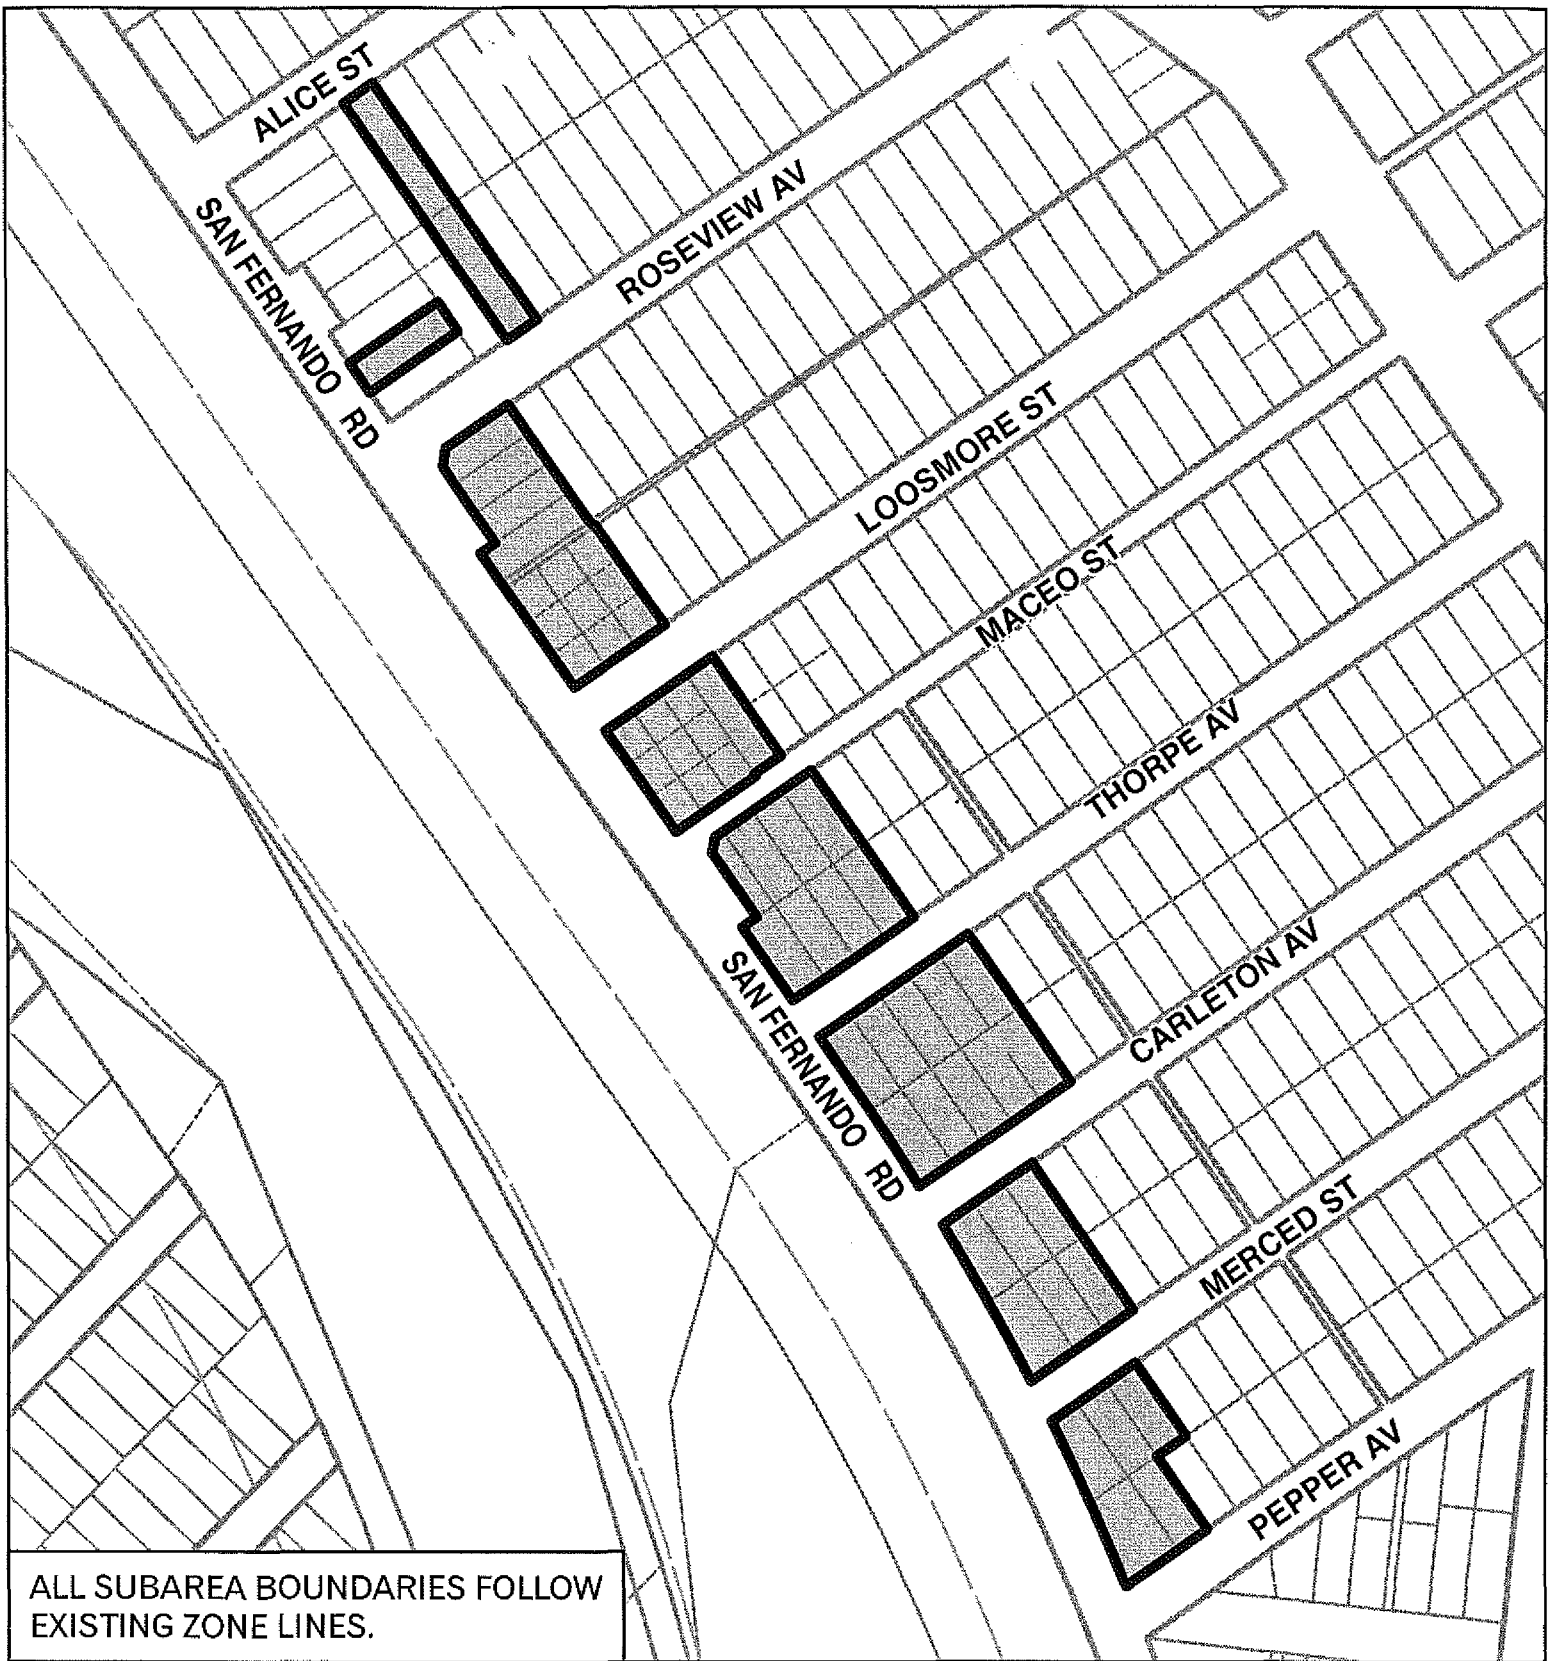 ALICE ST
SAN FERNANDO RD
ROSEVIEW AV
LOOSMORE ST
MACEO ST
THORPE AV
SAN FERNANDO RD
CARLETON AV
MERCED ST
PEPPER AV
ALL SUBAREA BOUNDARIES FOLLOW
EXISTING ZONE LINES.